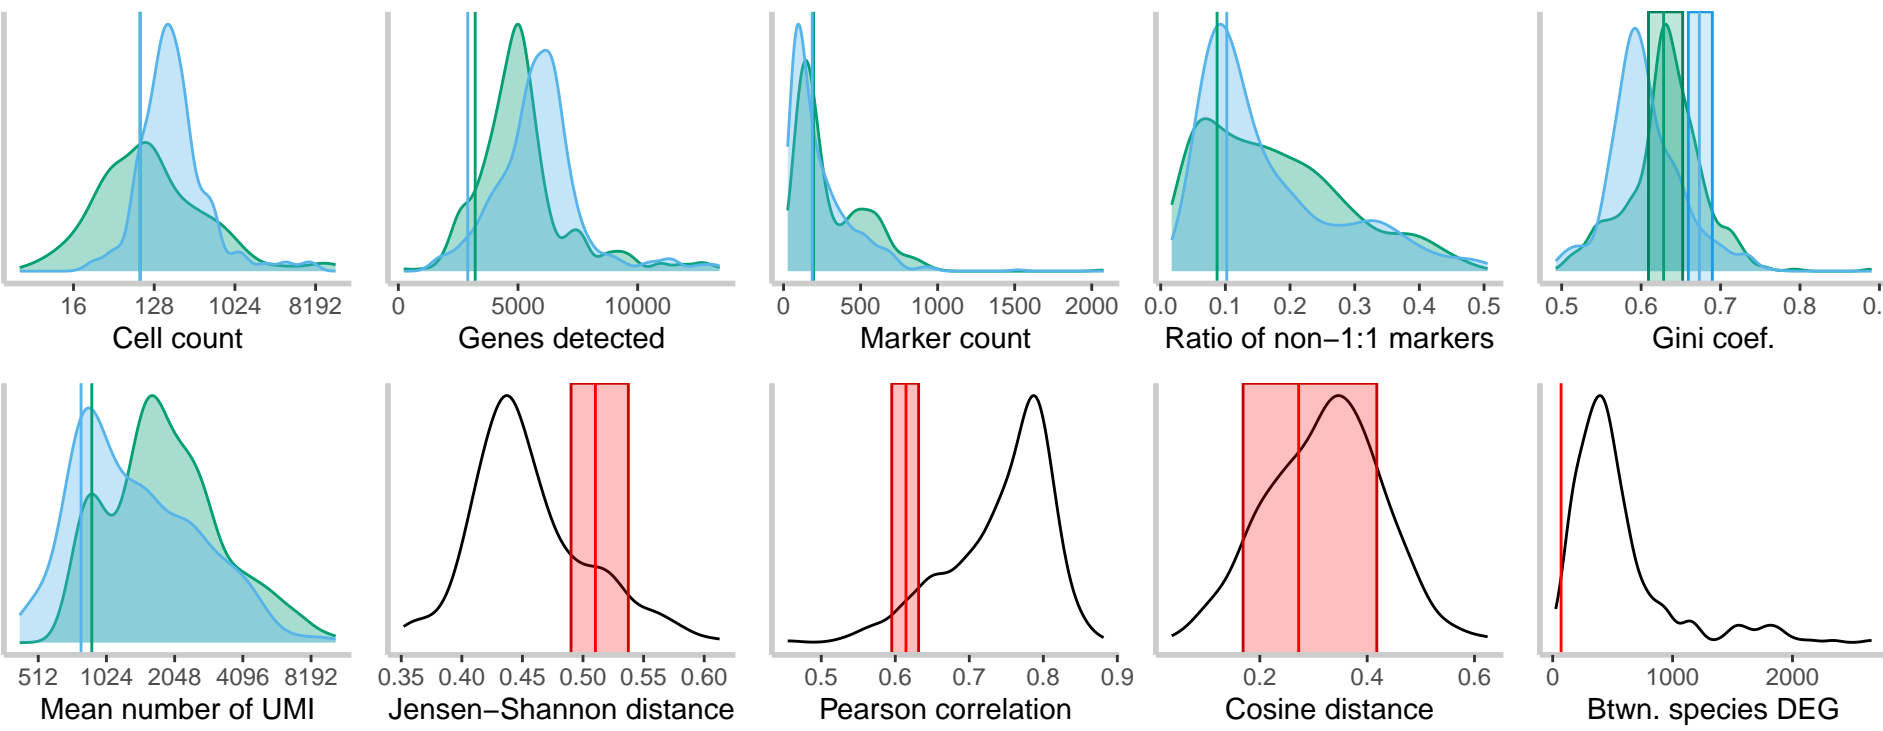 16 128 1024 8192
Cell count
0 5000 10000
Genes detected
0 500 1000 1500 2000
Marker count
0.0 0.1 0.2 0.3 0.4 0.5
Ratio of non−1:1 markers
0.5 0.6 0.7 0.8 0.
Gini coef.
512 1024 2048 4096 8192
Mean number of UMI
0.35 0.40 0.45 0.50 0.55 0.60
Jensen−Shannon distance
0.5 0.6 0.7 0.8 0.9
Pearson correlation
0.2 0.4 0.6
Cosine distance
0 1000 2000
Btwn. species DEG